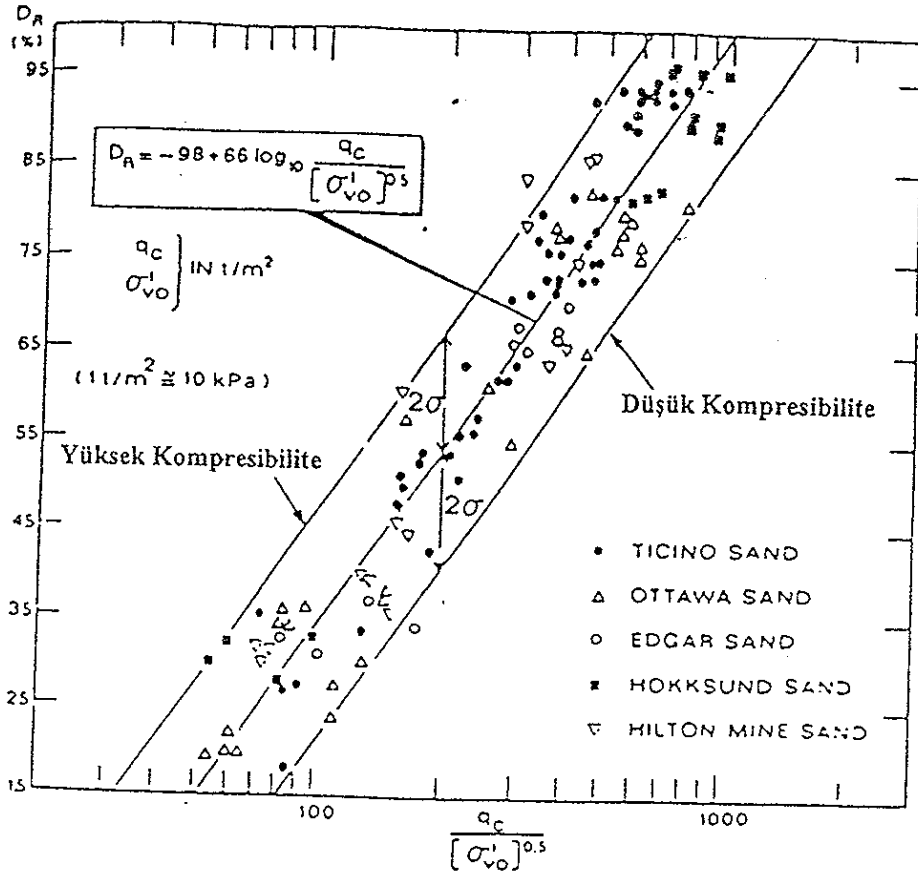 D_R
(%)
95
85
75
65
55
45
35
25
15
D_R = -98 + 66 log₁₀ q_c / [σ'_vo]^0.5
q_c
σ'_vo } IN t/m²
(1 t/m² ≅ 10 kPa)
2σ
2σ
Yüksek Kompresibilite
Düşük Kompresibilite
• TICINO SAND
△ OTTAWA SAND
○ EDGAR SAND
HOKKSUND SAND
▽ HILTON MINE SAND
100
1000
q_c
[σ'_vo]^0.5